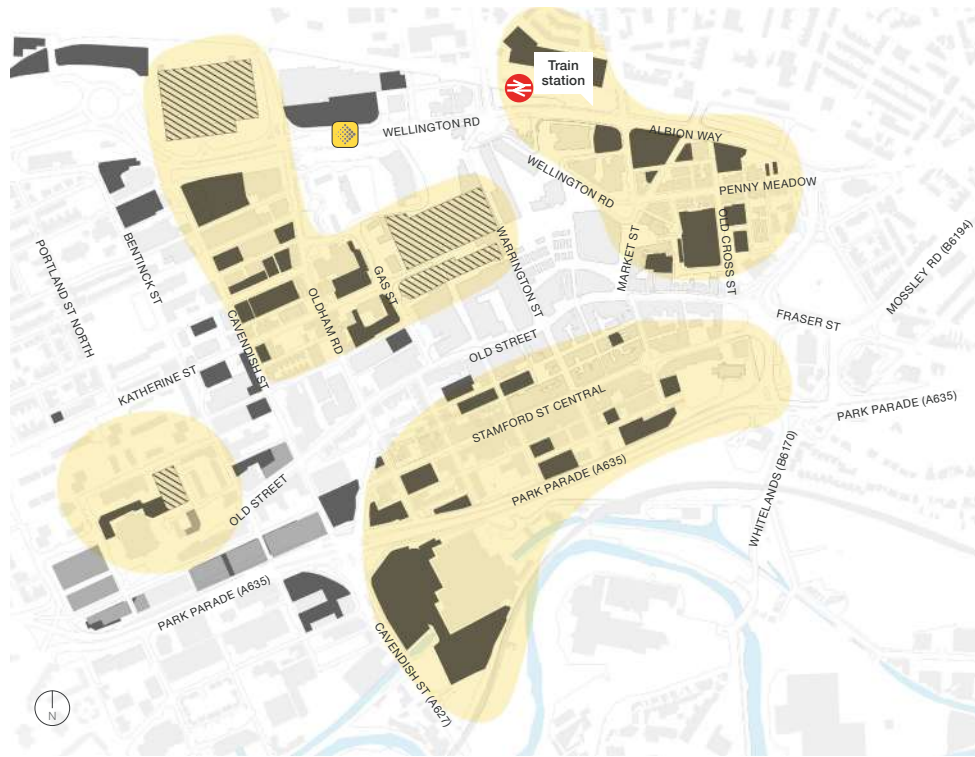 Train
station
WELLINGTON RD
ALBION WAY
WELLINGTON RD
PENNY MEADOW
OLD CROSS ST
MARKET ST
MOSSLEY RD (B6194)
WARRINGTON ST
GAS ST
OLDHAM RD
BENTINCK ST
PORTLAND ST NORTH
CAVENDISH ST
KATHERINE ST
FRASER ST
OLD STREET
STAMFORD ST CENTRAL
PARK PARADE (A635)
PARK PARADE (A635)
WHITELANDS (B6170)
OLD STREET
PARK PARADE (A635)
CAVENDISH ST (A627)
N